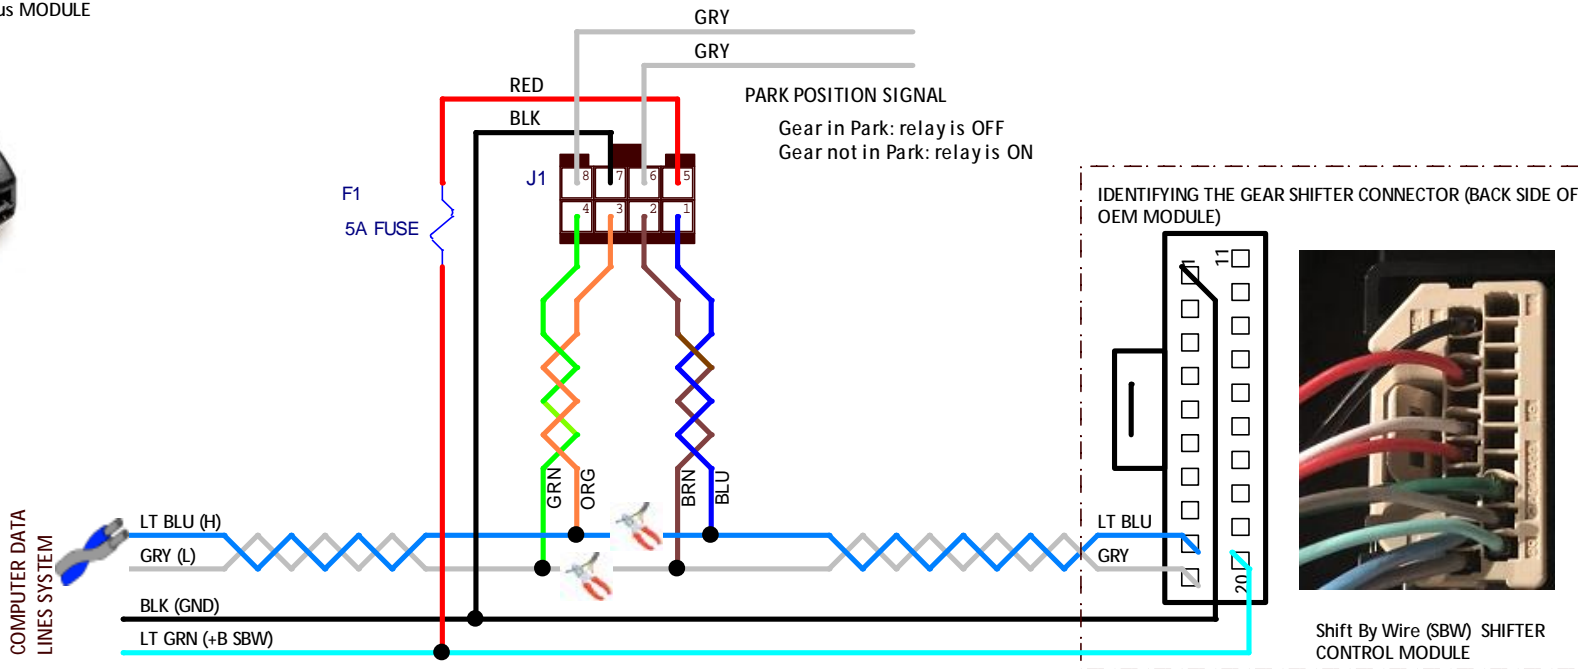 us MODULE
GRY
GRY
RED
BLK
PARK POSITION SIGNAL
Gear in Park: relay is OFF
Gear not in Park: relay is ON
J1
8 7 6 5
4 3 2 1
F1
5A FUSE
GRN
ORG
BRN
BLU
COMPUTER DATA
LINES SYSTEM
LT BLU (H)
GRY (L)
BLK (GND)
LT GRN (+B SBW)
IDENTIFYING THE GEAR SHIFTER CONNECTOR (BACK SIDE OF
OEM MODULE)
1
11
20
LT BLU
GRY
Shift By Wire (SBW) SHIFTER
CONTROL MODULE